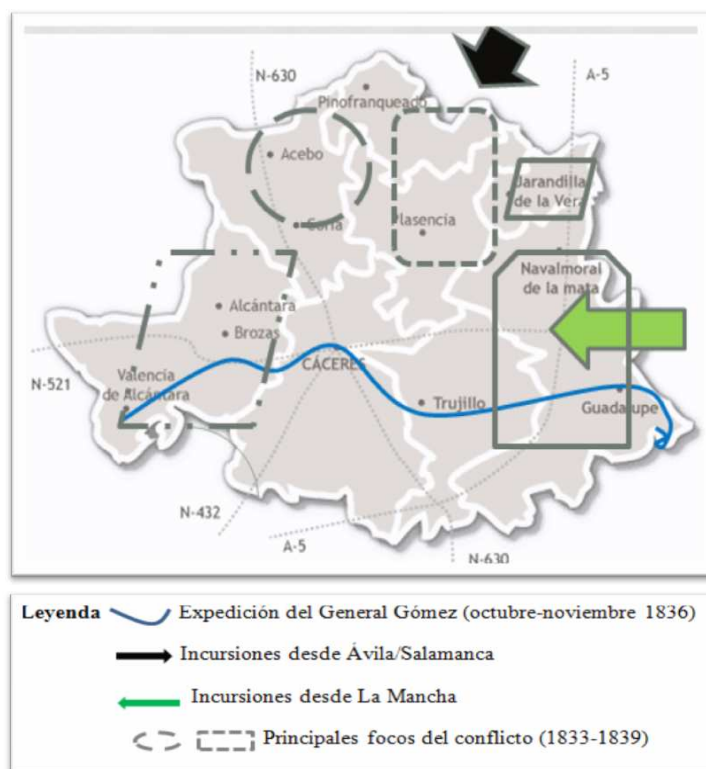 N-630
A-5
Pinofranqueado
Acebo
Jarandilla
de la Vera
Coria
Plasencia
Navalmoral
de la mata
Alcántara
Brozas
CÁCERES
N-521
Valencia
de Alcántara
Trujillo
Guadalupe
N-432
A-5
N-630
Leyenda Expedición del General Gómez (octubre-noviembre 1836)
Incursiones desde Ávila/Salamanca
Incursiones desde La Mancha
Principales focos del conflicto (1833-1839)